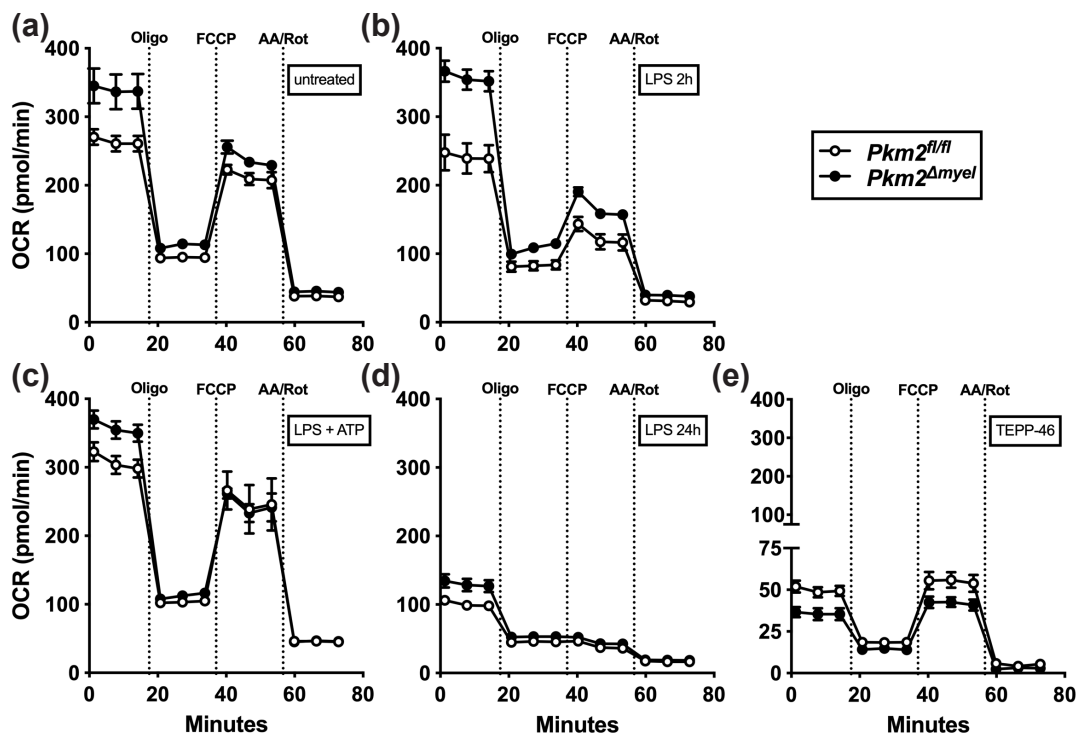 (a)
Oligo FCCP AA/Rot
untreated
OCR (pmol/min)
400
300
200
100
0
0 20 40 60 80
Minutes
(b)
Oligo FCCP AA/Rot
LPS 2h
400
300
200
100
0
0 20 40 60 80
Minutes
Pkm2fl/fl
Pkm2Δmyel
(c)
Oligo FCCP AA/Rot
LPS + ATP
OCR (pmol/min)
400
300
200
100
0
0 20 40 60 80
Minutes
(d)
Oligo FCCP AA/Rot
LPS 24h
400
300
200
100
0
0 20 40 60 80
Minutes
(e)
Oligo FCCP AA/Rot
TEPP-46
400
300
200
100
75
50
25
0
0 20 40 60 80
Minutes